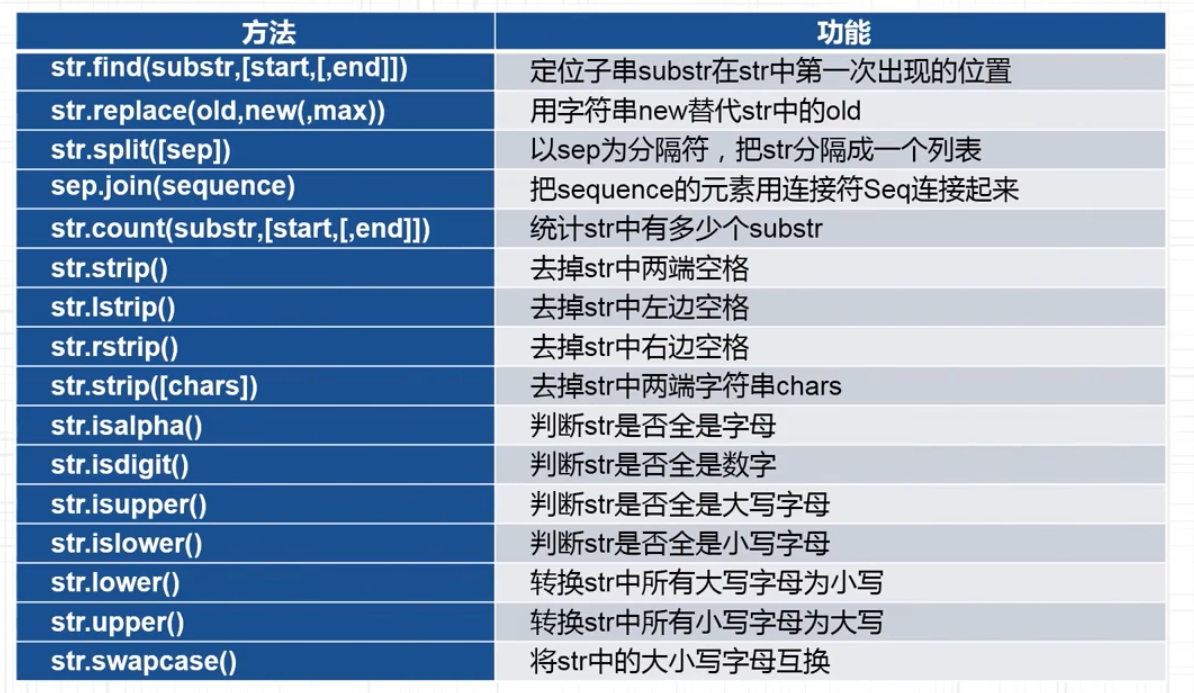 方法 功能
str.find(substr,[start,[,end]]) 定位子串substr在str中第一次出现的位置
str.replace(old,new(,max)) 用字符串new替代str中的old
str.split([sep]) 以sep为分隔符，把str分隔成一个列表
sep.join(sequence) 把sequence的元素用连接符Seq连接起来
str.count(substr,[start,[,end]]) 统计str中有多少个substr
str.strip() 去掉str中两端空格
str.lstrip() 去掉str中左边空格
str.rstrip() 去掉str中右边空格
str.strip([chars]) 去掉str中两端字符串chars
str.isalpha() 判断str是否全是字母
str.isdigit() 判断str是否全是数字
str.isupper() 判断str是否全是大写字母
str.islower() 判断str是否全是小写字母
str.lower() 转换str中所有大写字母为小写
str.upper() 转换str中所有小写字母为大写
str.swapcase() 将str中的大小写字母互换